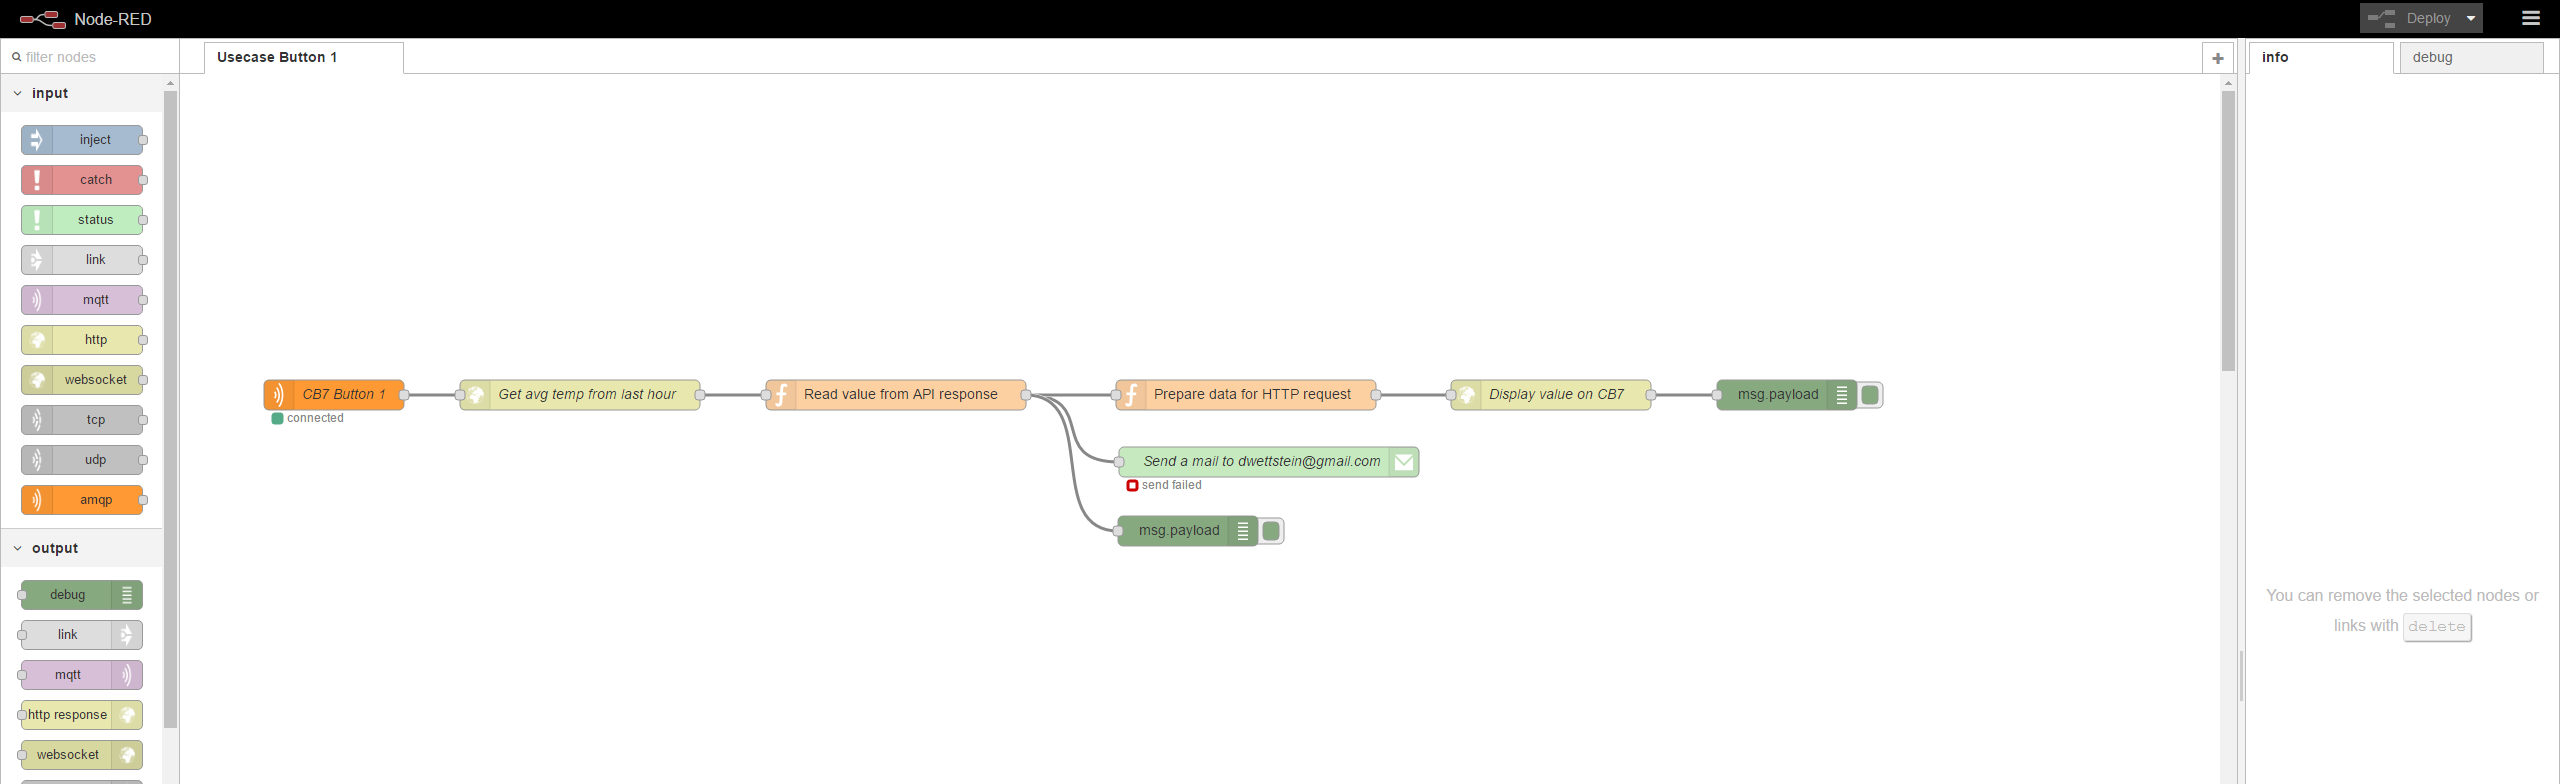 Node-RED
Deploy
filter nodes
Usecase Button 1
info
debug
input
inject
catch
status
link
mqtt
http
websocket
tcp
udp
amqp
output
debug
link
mqtt
http response
websocket
CB7 Button 1
connected
Get avg temp from last hour
Read value from API response
Prepare data for HTTP request
Display value on CB7
msg.payload
Send a mail to dwettstein@gmail.com
send failed
msg.payload
You can remove the selected nodes or
links with delete